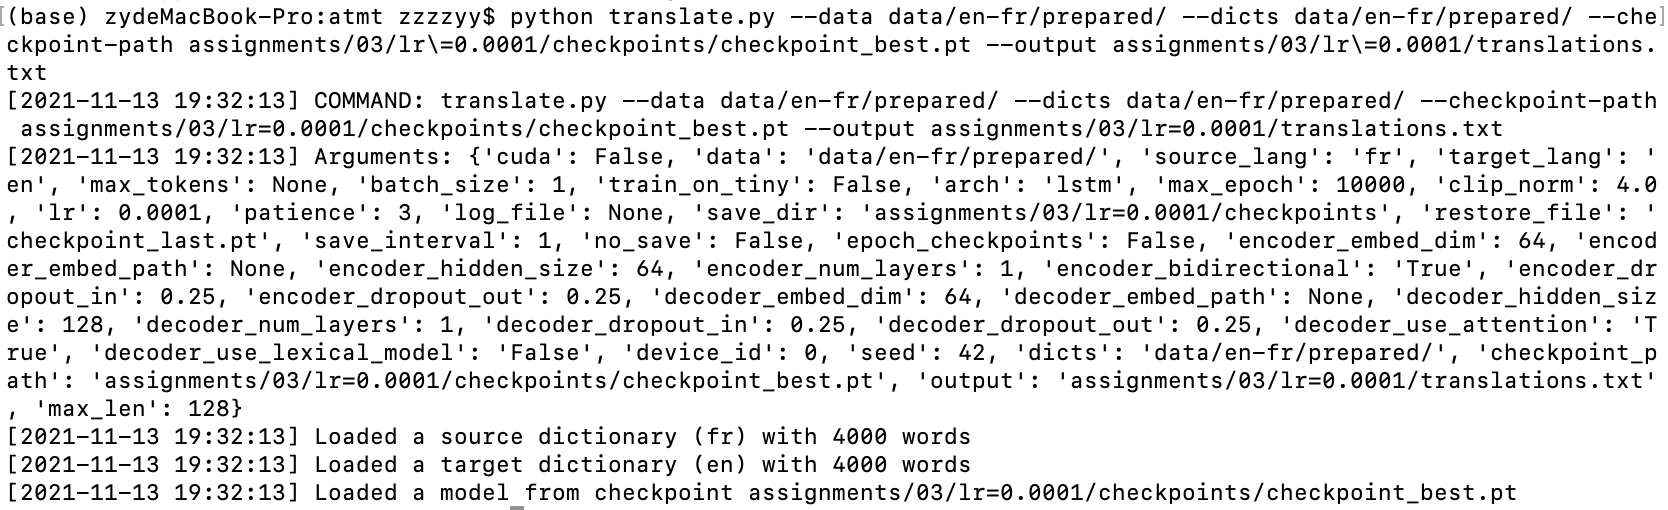 [(base) zydeMacBook-Pro:atmt zzzzyy$ python translate.py --data data/en-fr/prepared/ --dicts data/en-fr/prepared/ --che]
ckpoint-path assignments/03/lr\=0.0001/checkpoints/checkpoint_best.pt --output assignments/03/lr\=0.0001/translations.
txt
[2021-11-13 19:32:13] COMMAND: translate.py --data data/en-fr/prepared/ --dicts data/en-fr/prepared/ --checkpoint-path
 assignments/03/lr=0.0001/checkpoints/checkpoint_best.pt --output assignments/03/lr=0.0001/translations.txt
[2021-11-13 19:32:13] Arguments: {'cuda': False, 'data': 'data/en-fr/prepared/', 'source_lang': 'fr', 'target_lang': '
en', 'max_tokens': None, 'batch_size': 1, 'train_on_tiny': False, 'arch': 'lstm', 'max_epoch': 10000, 'clip_norm': 4.0
, 'lr': 0.0001, 'patience': 3, 'log_file': None, 'save_dir': 'assignments/03/lr=0.0001/checkpoints', 'restore_file': '
checkpoint_last.pt', 'save_interval': 1, 'no_save': False, 'epoch_checkpoints': False, 'encoder_embed_dim': 64, 'encod
er_embed_path': None, 'encoder_hidden_size': 64, 'encoder_num_layers': 1, 'encoder_bidirectional': 'True', 'encoder_dr
opout_in': 0.25, 'encoder_dropout_out': 0.25, 'decoder_embed_dim': 64, 'decoder_embed_path': None, 'decoder_hidden_siz
e': 128, 'decoder_num_layers': 1, 'decoder_dropout_in': 0.25, 'decoder_dropout_out': 0.25, 'decoder_use_attention': 'T
rue', 'decoder_use_lexical_model': 'False', 'device_id': 0, 'seed': 42, 'dicts': 'data/en-fr/prepared/', 'checkpoint_p
ath': 'assignments/03/lr=0.0001/checkpoints/checkpoint_best.pt', 'output': 'assignments/03/lr=0.0001/translations.txt'
, 'max_len': 128}
[2021-11-13 19:32:13] Loaded a source dictionary (fr) with 4000 words
[2021-11-13 19:32:13] Loaded a target dictionary (en) with 4000 words
[2021-11-13 19:32:13] Loaded a model from checkpoint assignments/03/lr=0.0001/checkpoints/checkpoint_best.pt